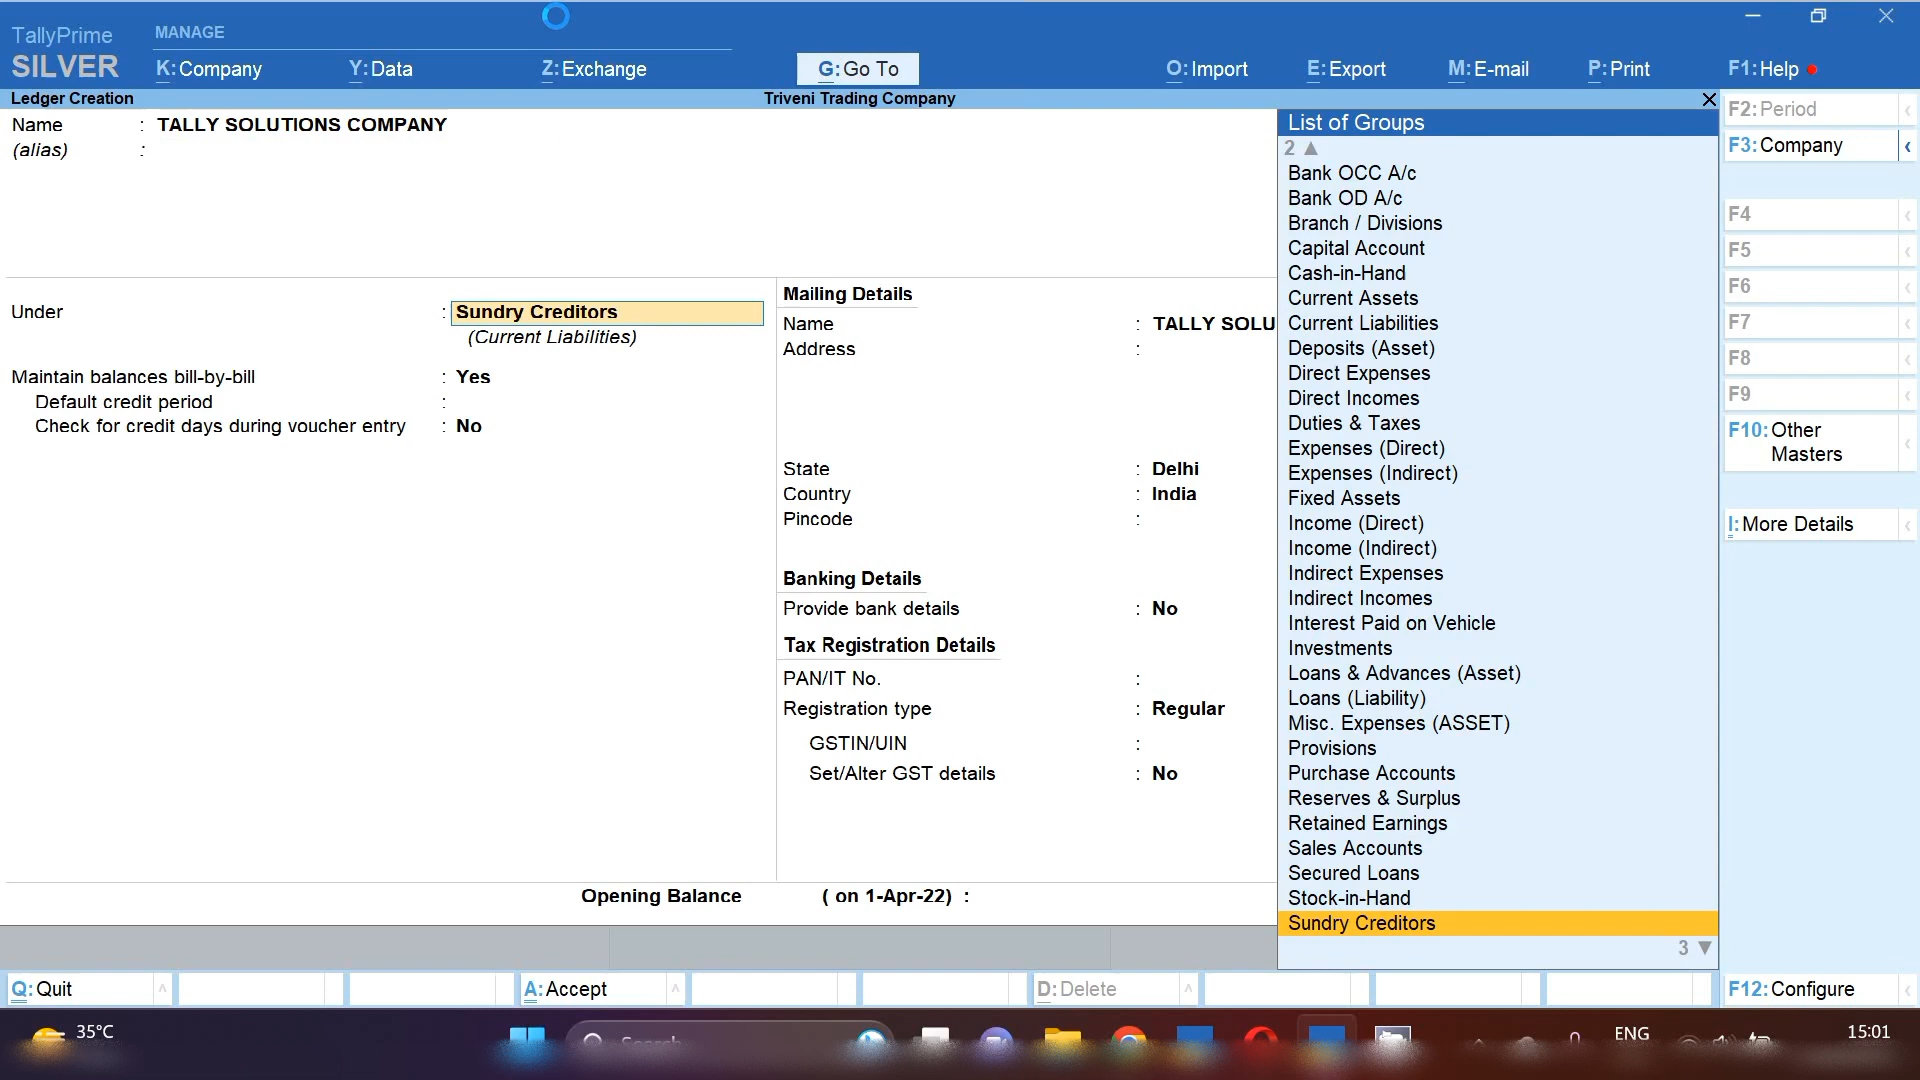 TallyPrime
SILVER
MANAGE
K: Company
Y: Data
Z: Exchange
G: Go To
O: Import
E: Export
M: E-mail
P: Print
F1: Help
Ledger Creation
Triveni Trading Company
Name : TALLY SOLUTIONS COMPANY
(alias) :
Under : Sundry Creditors
(Current Liabilities)
Maintain balances bill-by-bill : Yes
Default credit period :
Check for credit days during voucher entry : No
Mailing Details
Name : TALLY SOLU
Address :
State : Delhi
Country : India
Pincode :
Banking Details
Provide bank details : No
Tax Registration Details
PAN/IT No. :
Registration type : Regular
GSTIN/UIN :
Set/Alter GST details : No
Opening Balance ( on 1-Apr-22) :
List of Groups
2 ▲
Bank OCC A/c
Bank OD A/c
Branch / Divisions
Capital Account
Cash-in-Hand
Current Assets
Current Liabilities
Deposits (Asset)
Direct Expenses
Direct Incomes
Duties & Taxes
Expenses (Direct)
Expenses (Indirect)
Fixed Assets
Income (Direct)
Income (Indirect)
Indirect Expenses
Indirect Incomes
Interest Paid on Vehicle
Investments
Loans & Advances (Asset)
Loans (Liability)
Misc. Expenses (ASSET)
Provisions
Purchase Accounts
Reserves & Surplus
Retained Earnings
Sales Accounts
Secured Loans
Stock-in-Hand
Sundry Creditors
3 ▼
F2: Period
F3: Company
F4
F5
F6
F7
F8
F9
F10: Other
Masters
I: More Details
F12: Configure
Q: Quit
A: Accept
D: Delete
35°C
Search
ENG
15:01